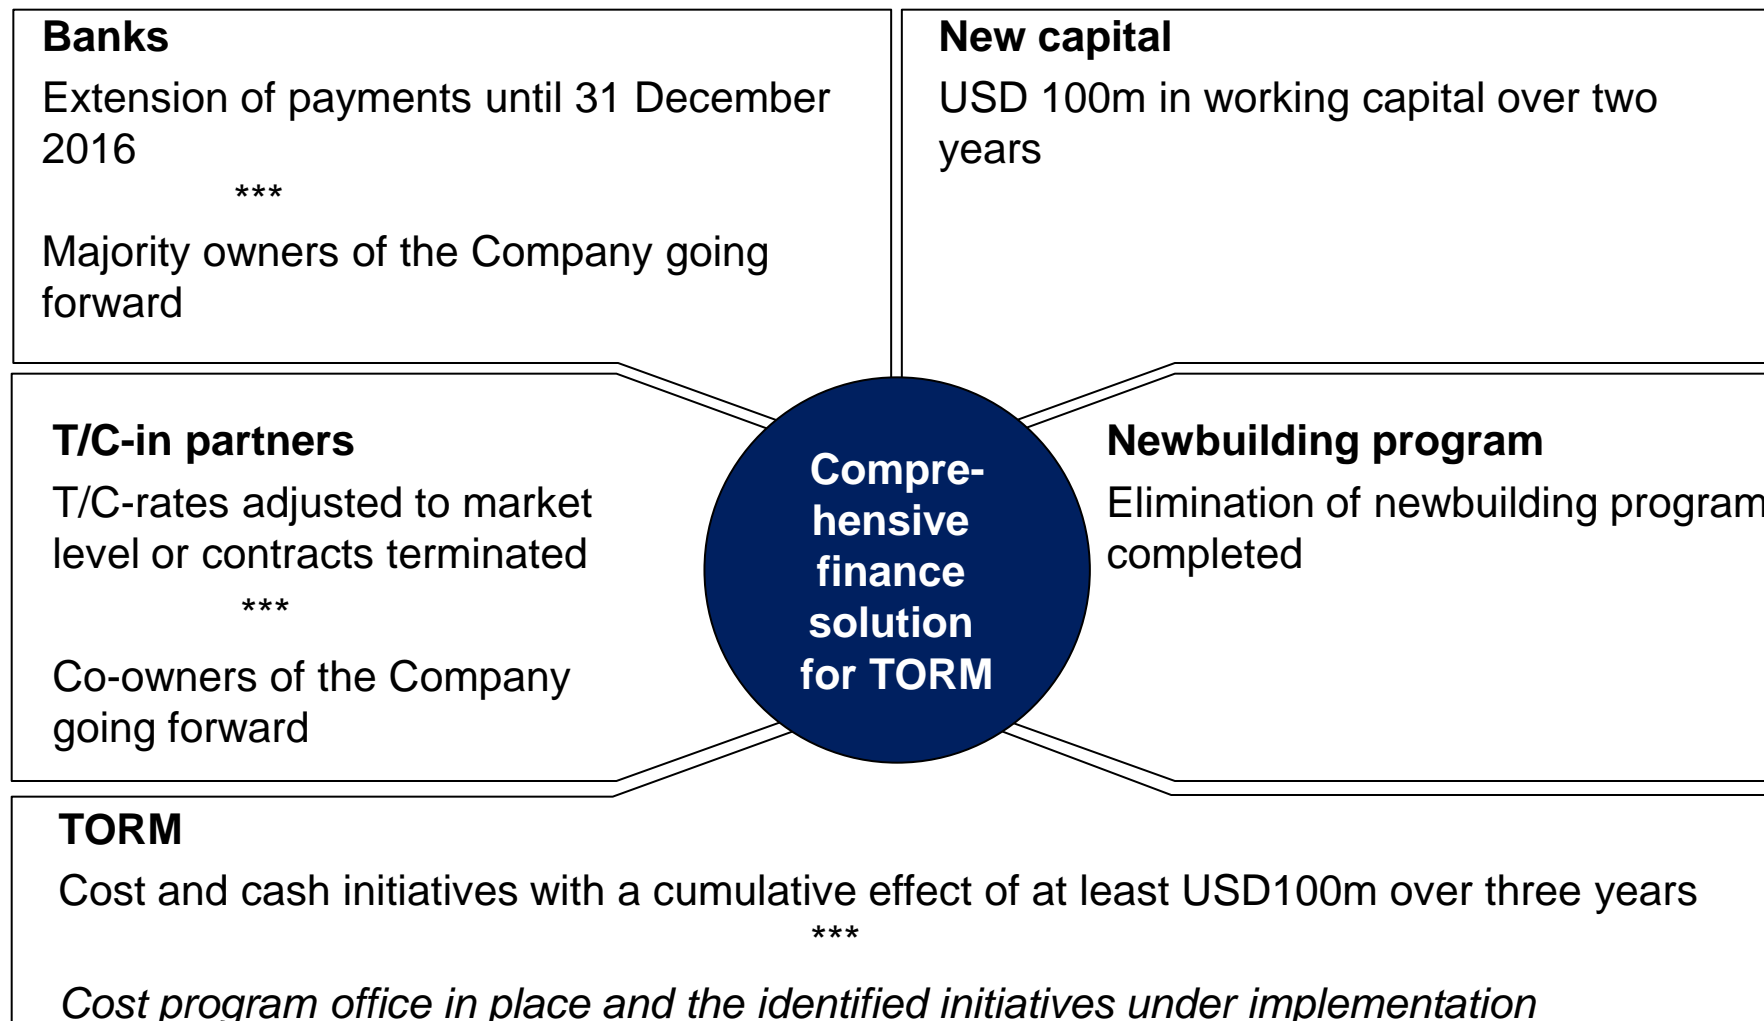 Banks
Extension of payments until 31 December
2016
***
Majority owners of the Company going
forward
New capital
USD 100m in working capital over two
years
T/C-in partners
T/C-rates adjusted to market
level or contracts terminated
***
Co-owners of the Company
going forward
Compre-
hensive
finance
solution
for TORM
Newbuilding program
Elimination of newbuilding program
completed
TORM
Cost and cash initiatives with a cumulative effect of at least USD100m over three years
***
Cost program office in place and the identified initiatives under implementation